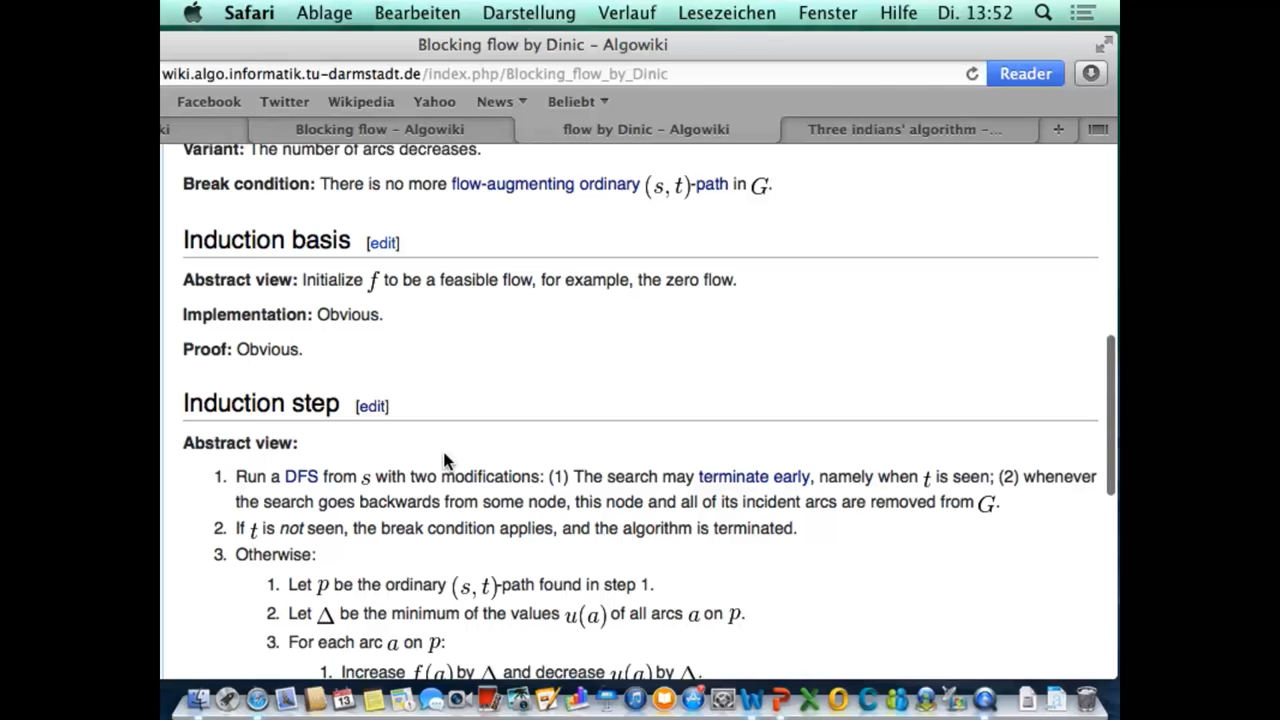 Safari Ablage Bearbeiten Darstellung Verlauf Lesezeichen Fenster Hilfe Di. 13:52
Blocking flow by Dinic – Algowiki
wiki.algo.informatik.tu-darmstadt.de/index.php/Blocking_flow_by_Dinic Reader
Facebook Twitter Wikipedia Yahoo News Beliebt
ki Blocking flow – Algowiki flow by Dinic – Algowiki Three indians' algorithm –...
Variant: The number of arcs decreases.
Break condition: There is no more flow-augmenting ordinary (s, t)-path in G.
Induction basis [edit]
Abstract view: Initialize f to be a feasible flow, for example, the zero flow.
Implementation: Obvious.
Proof: Obvious.
Induction step [edit]
Abstract view:
1. Run a DFS from s with two modifications: (1) The search may terminate early, namely when t is seen; (2) whenever
the search goes backwards from some node, this node and all of its incident arcs are removed from G.
2. If t is not seen, the break condition applies, and the algorithm is terminated.
3. Otherwise:
1. Let p be the ordinary (s, t)-path found in step 1.
2. Let Δ be the minimum of the values u(a) of all arcs a on p.
3. For each arc a on p:
1. Increase f(a) by Δ and decrease u(a) by Δ.
13